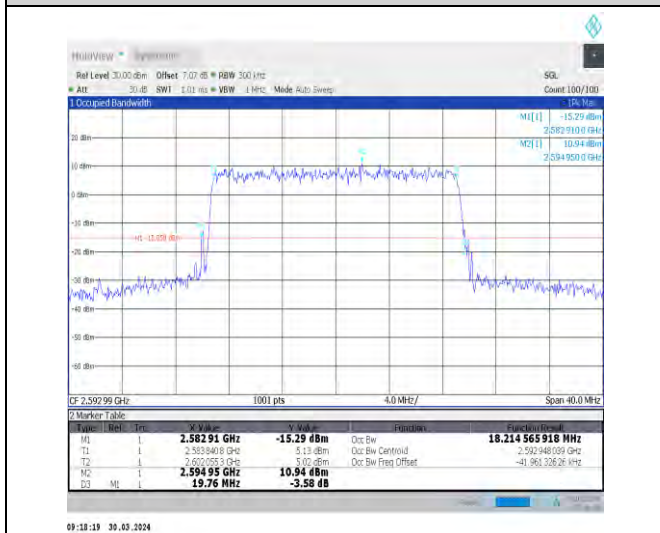 MultiView Spectrum
Ref Level 30.00 dBm Offset 7.07 dB RBW 300 kHz SGL
Att 30 dB SWT 1.01 ms VBW 1 MHz Mode Auto Sweep Count 100/100
1 Occupied Bandwidth 1Pk Max
M1[1] -15.29 dBm
2.582 910 0 GHz
M2[1] 10.94 dBm
2.594 950 0 GHz
20 dBm
10 dBm
0 dBm
-10 dBm
-20 dBm
-30 dBm
-40 dBm
-50 dBm
-60 dBm
CF 2.592 99 GHz 1001 pts 4.0 MHz/ Span 40.0 MHz
2 Marker Table
Type Ref Trc X-Value Y-Value Function Function Result
M1 1 2.582 91 GHz -15.29 dBm Occ Bw 18.214 565 918 MHz
T1 1 2.583 840 8 GHz 5.13 dBm Occ Bw Centroid 2.592 948 039 GHz
T2 1 2.602 055 3 GHz 5.02 dBm Occ Bw Freq Offset -41.961 326 26 kHz
M2 1 2.594 95 GHz 10.94 dBm
D3 M1 1 19.76 MHz -3.58 dB
09:18:19 30.03.2024